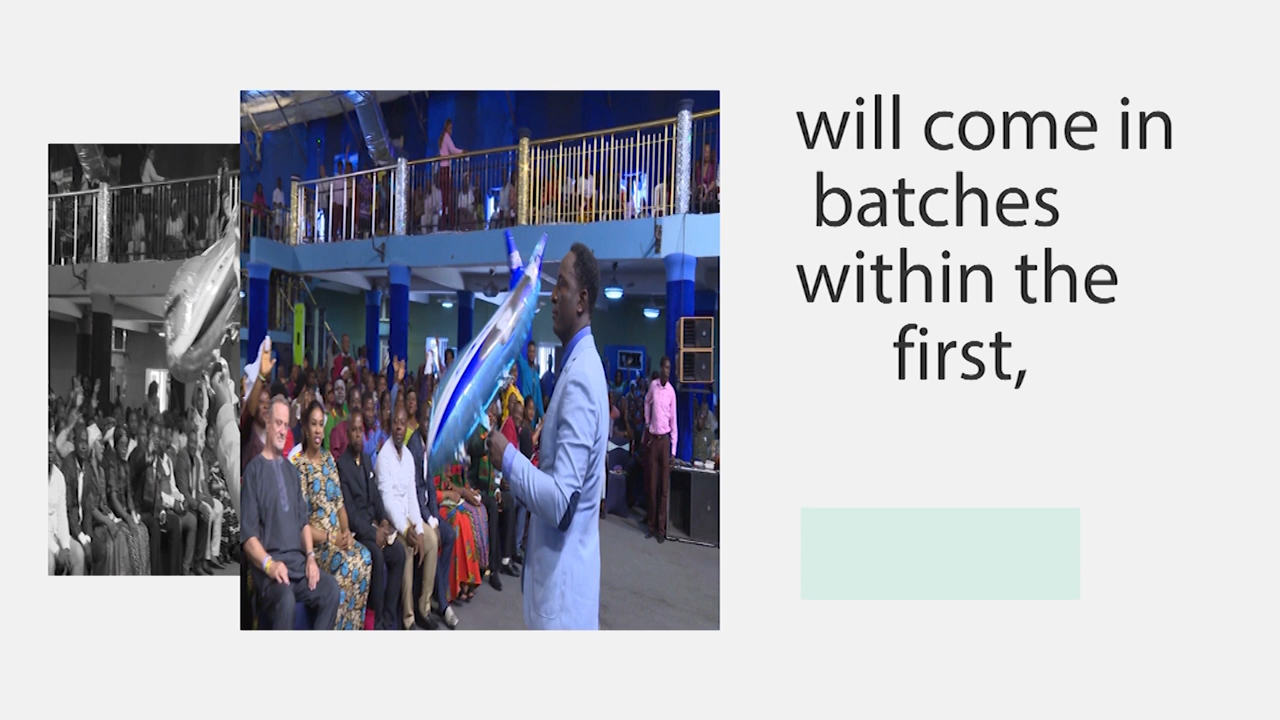 will come in
batches
within the
first,